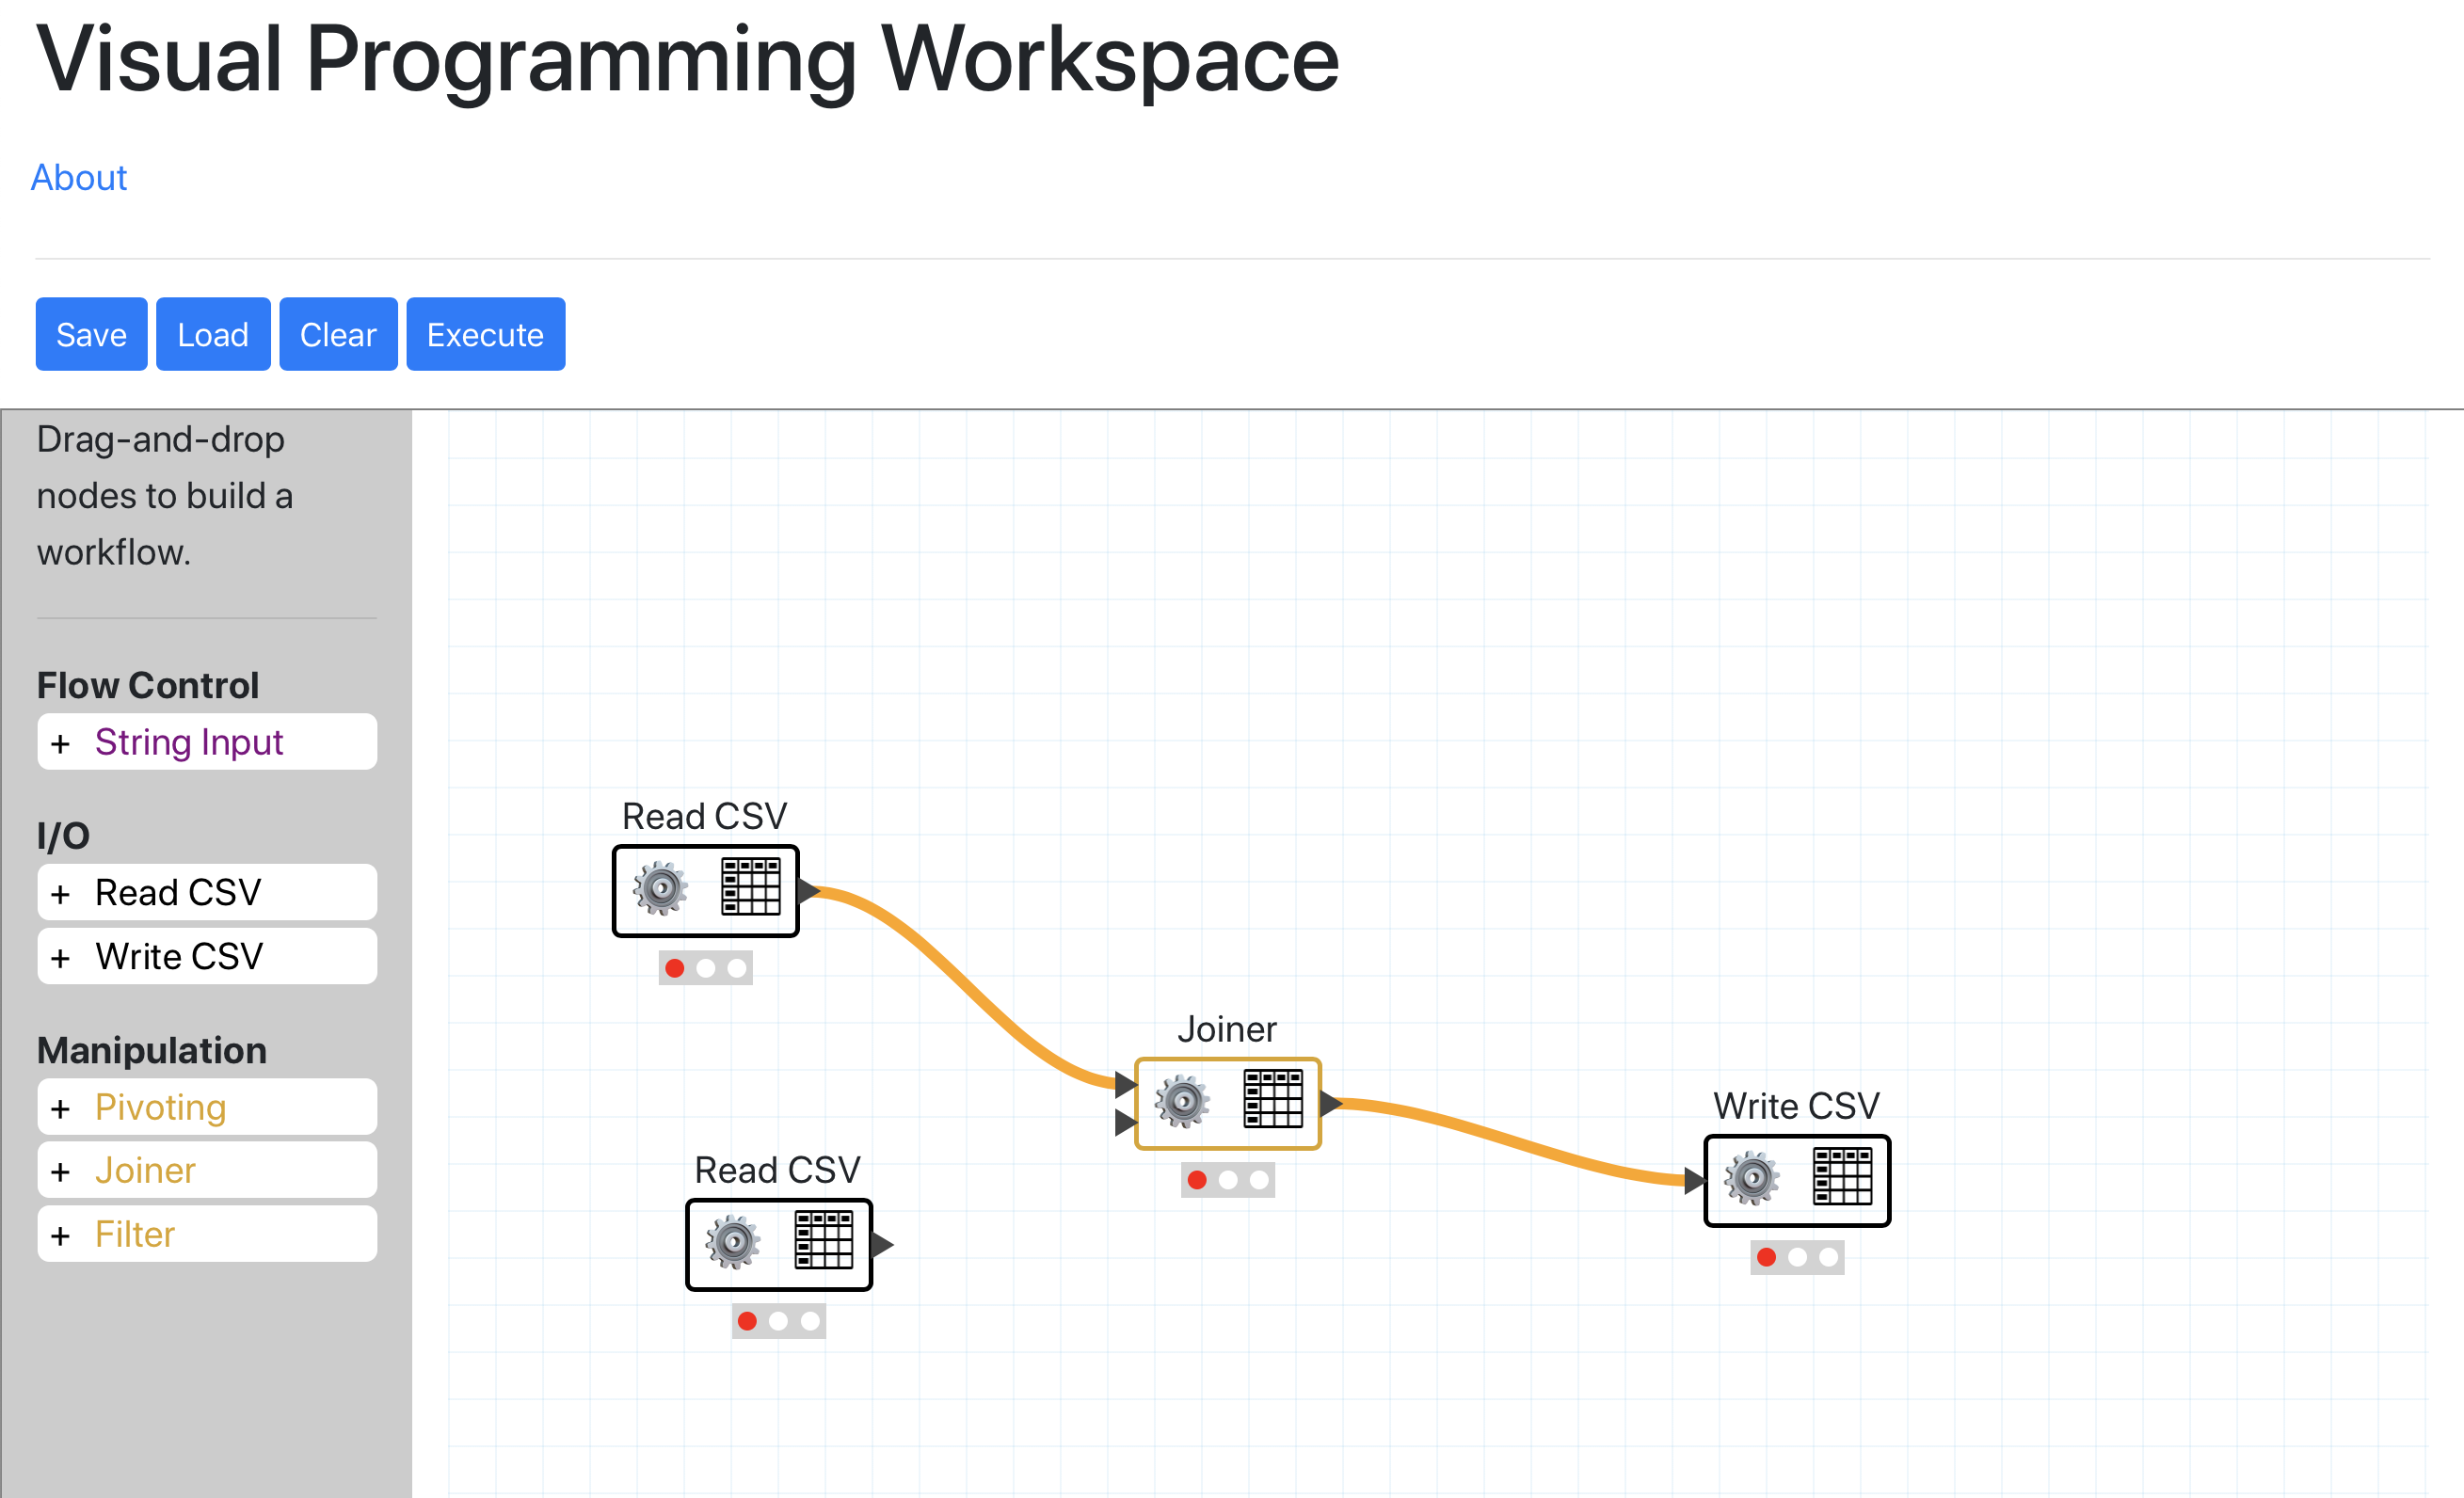 Visual Programming Workspace
About
Save Load Clear Execute
Drag-and-drop
nodes to build a
workflow.
Flow Control
+ String Input
I/O
+ Read CSV
+ Write CSV
Manipulation
+ Pivoting
+ Joiner
+ Filter
Read CSV
Joiner
Write CSV
Read CSV